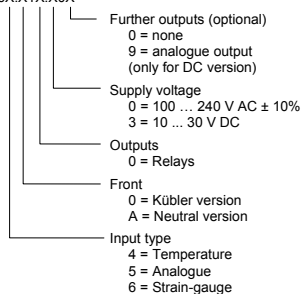 Further outputs (optional)
0 = none
9 = analogue output
(only for DC version)
Supply voltage
0 = 100 … 240 V AC ± 10%
3 = 10 ... 30 V DC
Outputs
0 = Relays
Front
0 = Kübler version
A = Neutral version
Input type
4 = Temperature
5 = Analogue
6 = Strain-gauge